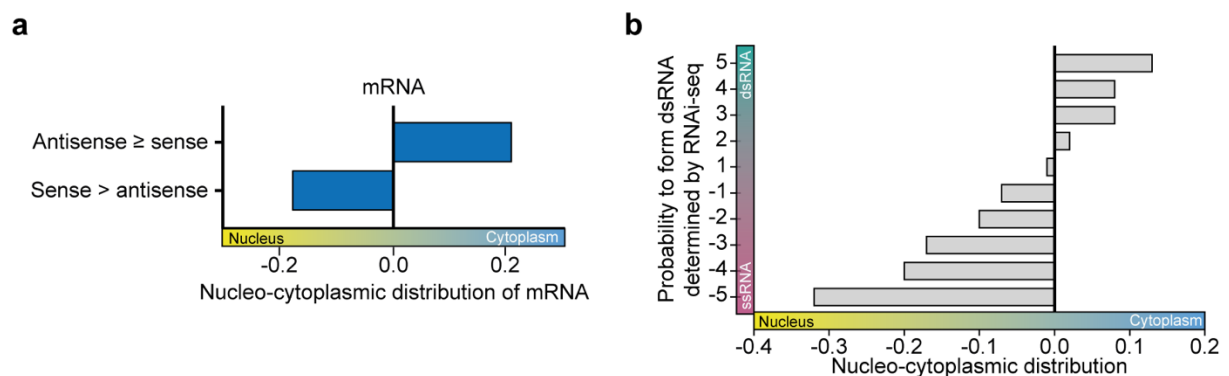 a
mRNA
Antisense ≥ sense
Sense > antisense
Nucleus
Cytoplasm
-0.2
0.0
0.2
Nucleo-cytoplasmic distribution of mRNA
b
Probability to form dsRNA
determined by RNAi-seq
dsRNA
ssRNA
5
4
3
2
1
-1
-2
-3
-4
-5
Nucleus
Cytoplasm
-0.4
-0.3
-0.2
-0.1
0.0
0.1
0.2
Nucleo-cytoplasmic distribution